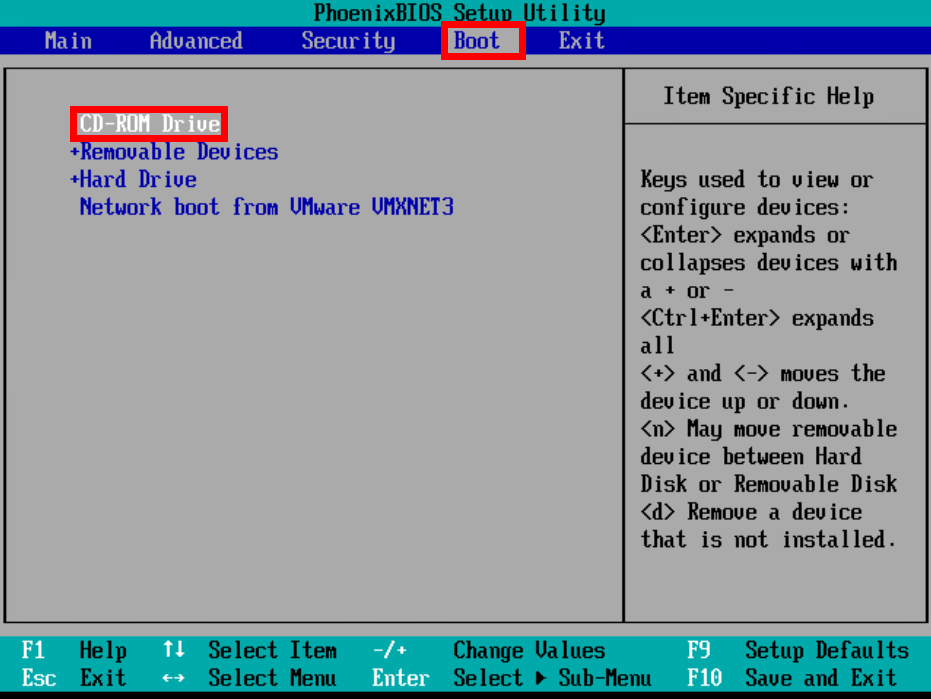 PhoenixBIOS Setup Utility
Main Advanced Security Boot Exit
CD-ROM Drive
+Removable Devices
+Hard Drive
Network boot from VMware VMXNET3
Item Specific Help
Keys used to view or
configure devices:
<Enter> expands or
collapses devices with
a + or -
<Ctrl+Enter> expands
all
<+> and <-> moves the
device up or down.
<n> May move removable
device between Hard
Disk or Removable Disk
<d> Remove a device
that is not installed.
F1 Help ↑↓ Select Item -/+ Change Values F9 Setup Defaults
Esc Exit ↔ Select Menu Enter Select ▶ Sub-Menu F10 Save and Exit